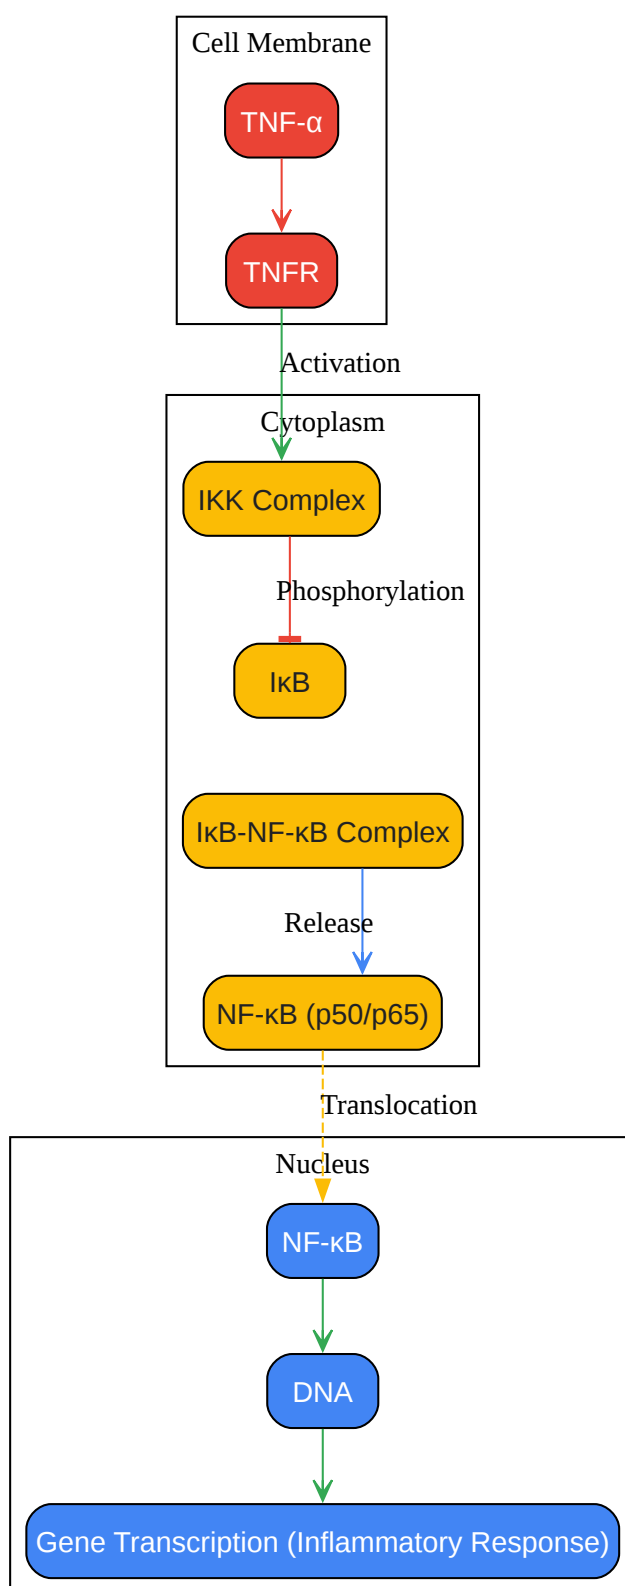 Cell Membrane
TNF-α
TNFR
Activation
Cytoplasm
IKK Complex
Phosphorylation
IκB
IκB-NF-κB Complex
Release
NF-κB (p50/p65)
Translocation
Nucleus
NF-κB
DNA
Gene Transcription (Inflammatory Response)